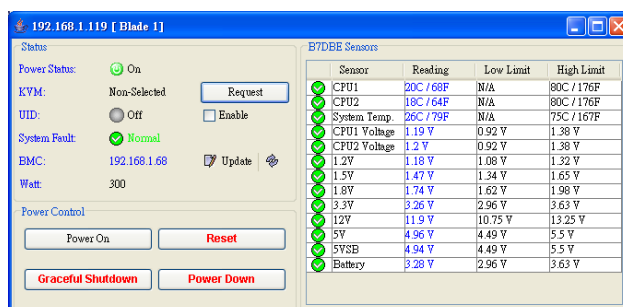 192.168.1.119 [ Blade 1]
Status
Power Status: On
KVM: Non-Selected Request
UID: Off Enable
System Fault: Normal
BMC: 192.168.1.68 Update
Watt: 300
Power Control
Power On Reset
Graceful Shutdown Power Down
B7DBE Sensors
Sensor Reading Low Limit High Limit
CPU1 20C / 68F N/A 80C / 176F
CPU2 18C / 64F N/A 80C / 176F
System Temp. 26C / 79F N/A 75C / 167F
CPU1 Voltage 1.19 V 0.92 V 1.38 V
CPU2 Voltage 1.2 V 0.92 V 1.38 V
1.2V 1.18 V 1.08 V 1.32 V
1.5V 1.47 V 1.34 V 1.65 V
1.8V 1.74 V 1.62 V 1.98 V
3.3V 3.26 V 2.96 V 3.63 V
12V 11.9 V 10.75 V 13.25 V
5V 4.96 V 4.49 V 5.5 V
5VSB 4.94 V 4.49 V 5.5 V
Battery 3.28 V 2.96 V 3.63 V